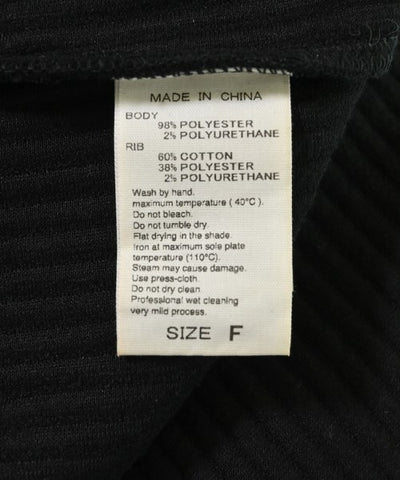 MADE IN CHINA
BODY
98% POLYESTER
2% POLYURETHANE
RIB
60% COTTON
38% POLYESTER
2% POLYURETHANE
Wash by hand.
maximum temperature ( 40°C ).
Do not bleach.
Do not tumble dry.
Flat drying in the shade.
Iron at maximum sole plate
temperature (110°C).
Steam may cause damage.
Use press-cloth.
Do not dry clean.
Professional wet cleaning
very mild process.
SIZE F